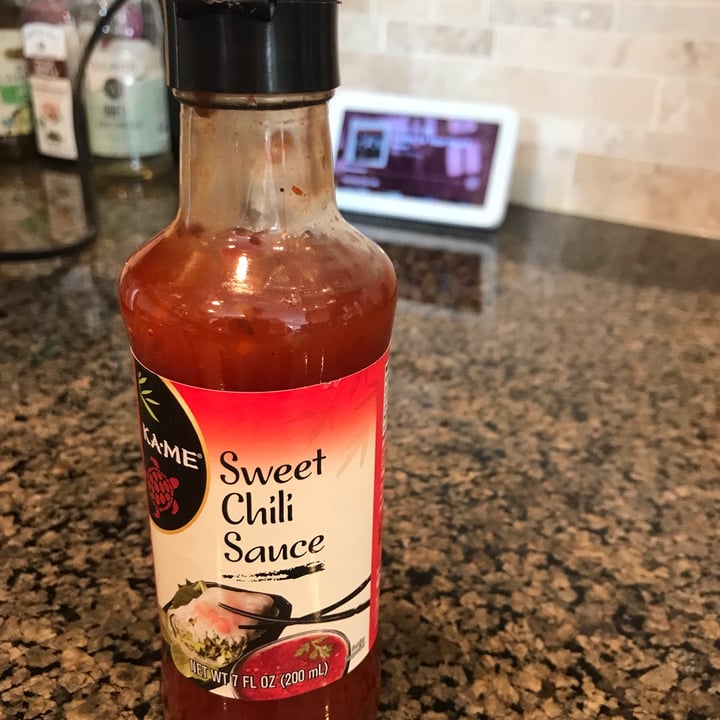 KA·ME®
Sweet
Chili
Sauce
NET WT 7 FL OZ (200 mL)